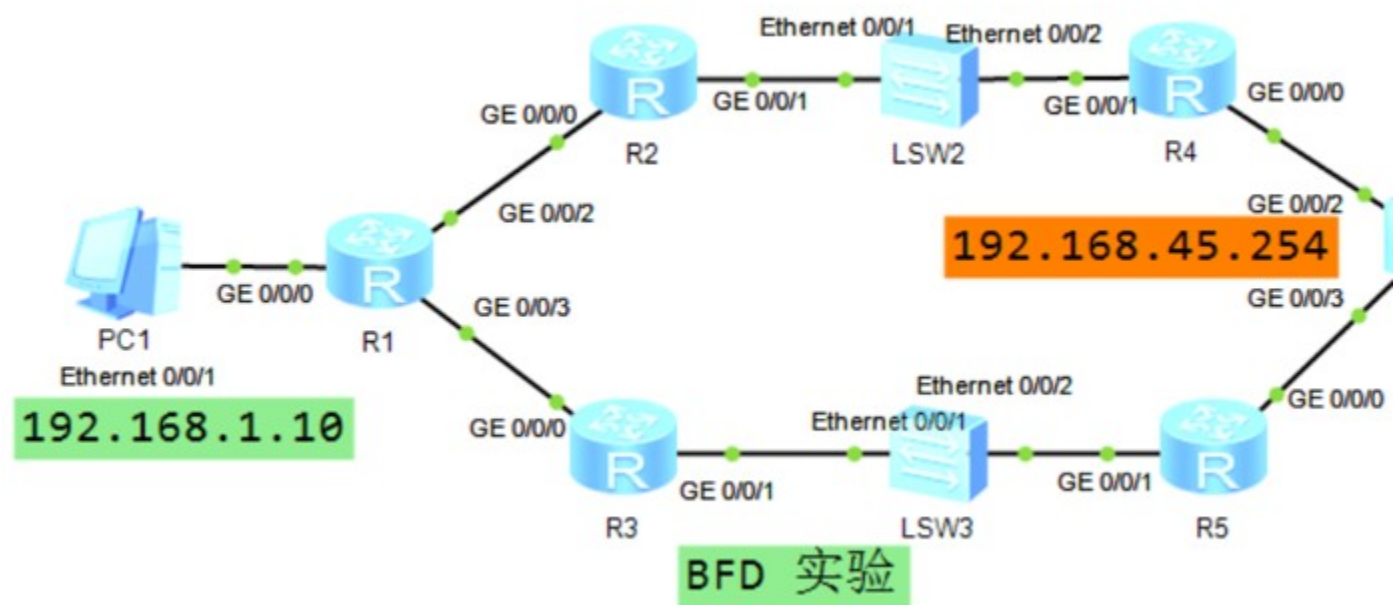 Ethernet 0/0/1
Ethernet 0/0/2
GE 0/0/0
GE 0/0/1
GE 0/0/1
GE 0/0/0
R
R
R2
LSW2
R4
GE 0/0/2
GE 0/0/2
192.168.45.254
R
GE 0/0/0
GE 0/0/3
GE 0/0/3
PC1
R1
Ethernet 0/0/1
Ethernet 0/0/2
GE 0/0/0
192.168.1.10
GE 0/0/0
Ethernet 0/0/1
R
R
GE 0/0/1
GE 0/0/1
R3
LSW3
R5
BFD 实验